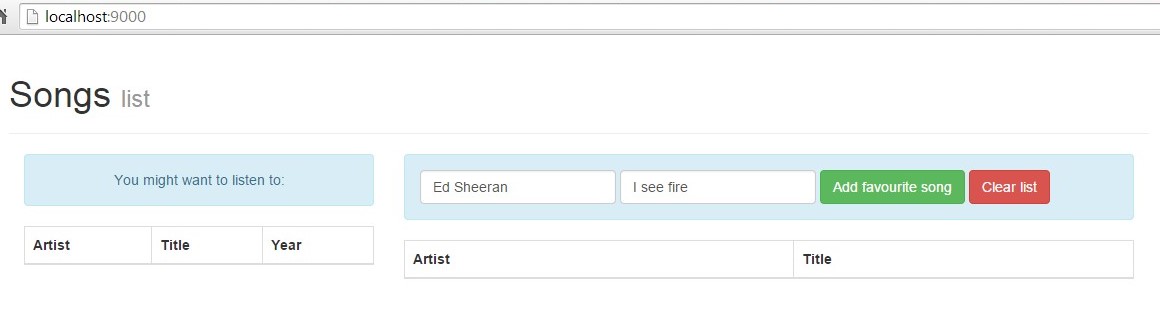 localhost:9000
Songs list
You might want to listen to:
Artist Title Year
Ed Sheeran I see fire Add favourite song Clear list
Artist Title